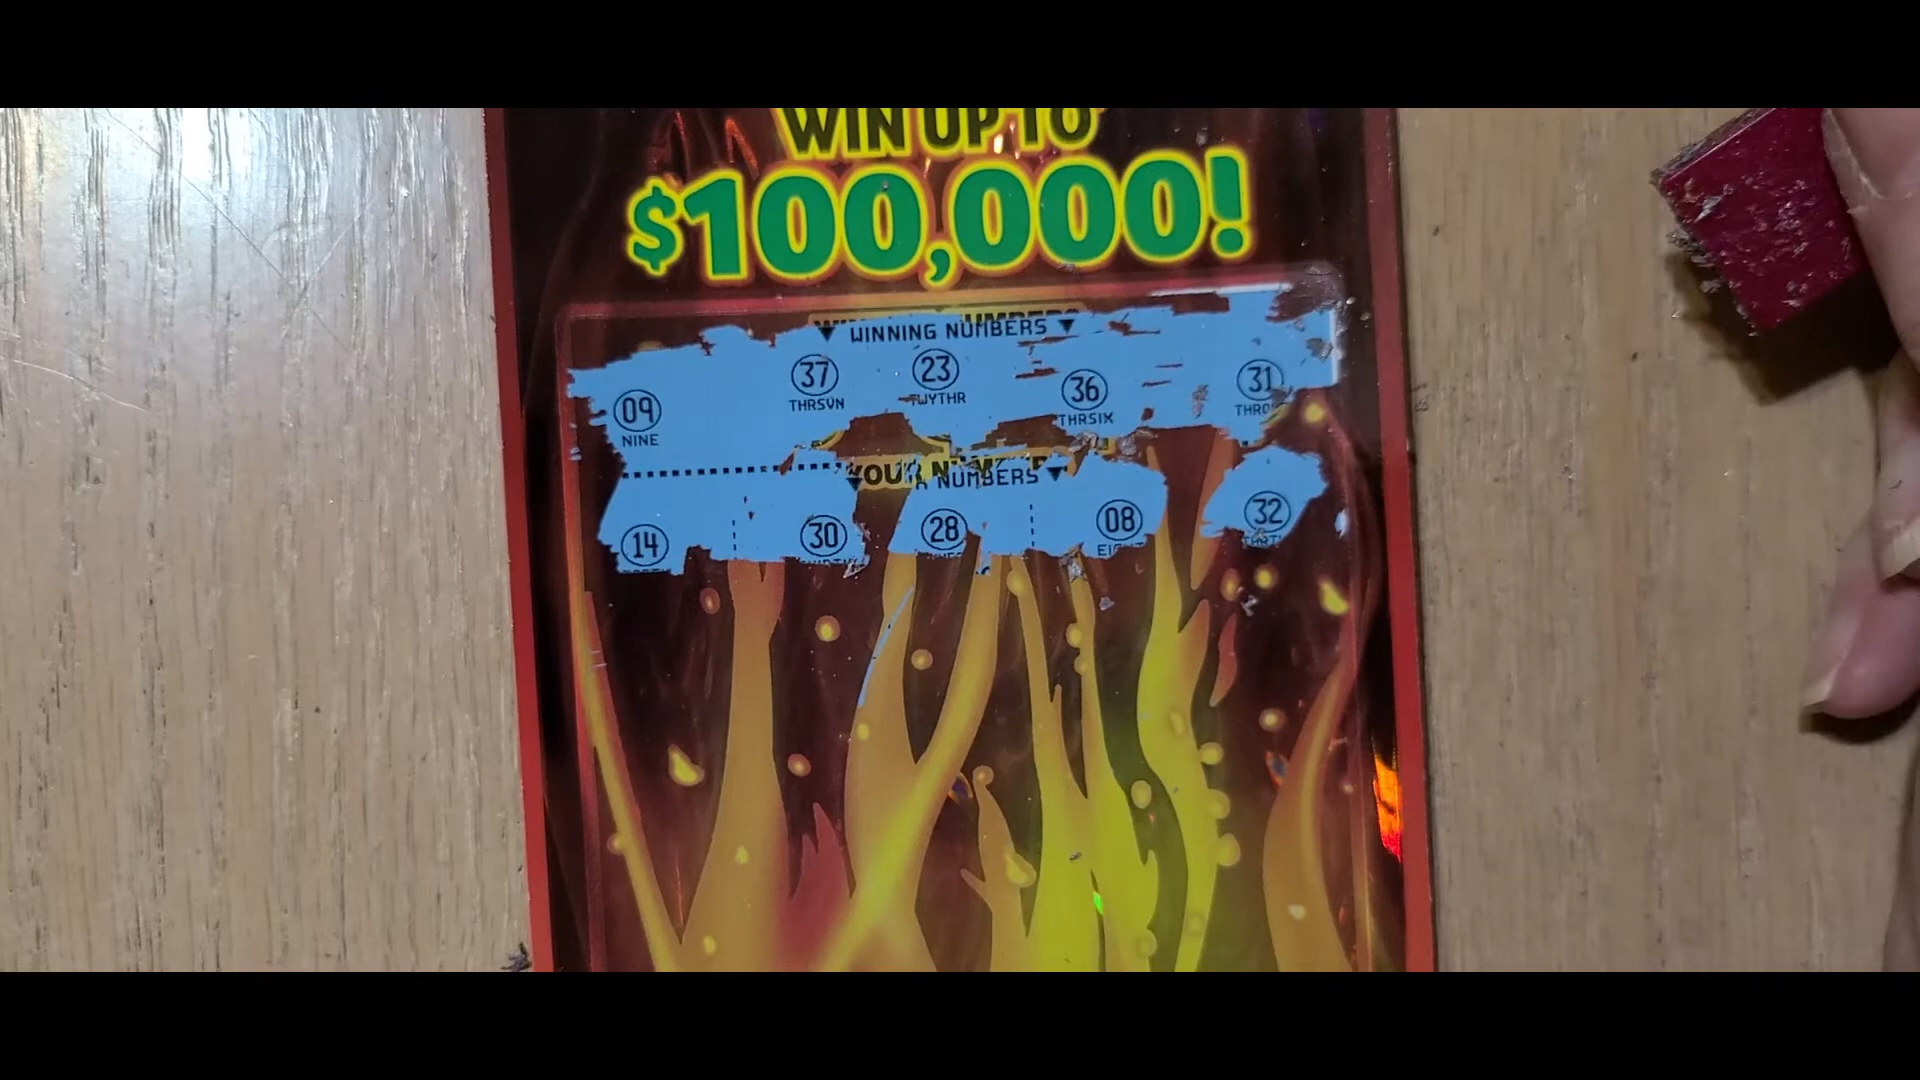 WIN UP TO
$100,000!
WINNING NUMBERS
09 37 23 36 31
NINE THRSVN TWYTHR THRSIX
NUMBERS
14 30 28 08 32